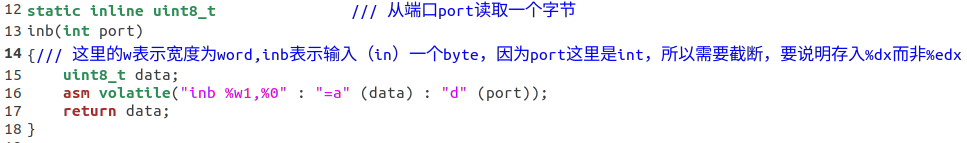 12 static inline uint8_t /// 从端口port读取一个字节
13 inb(int port)
14 {/// 这里的w表示宽度为word,inb表示输入（in）一个byte，因为port这里是int，所以需要截断，要说明存入%dx而非%edx
15 uint8_t data;
16 asm volatile("inb %w1,%0" : "=a" (data) : "d" (port));
17 return data;
18 }